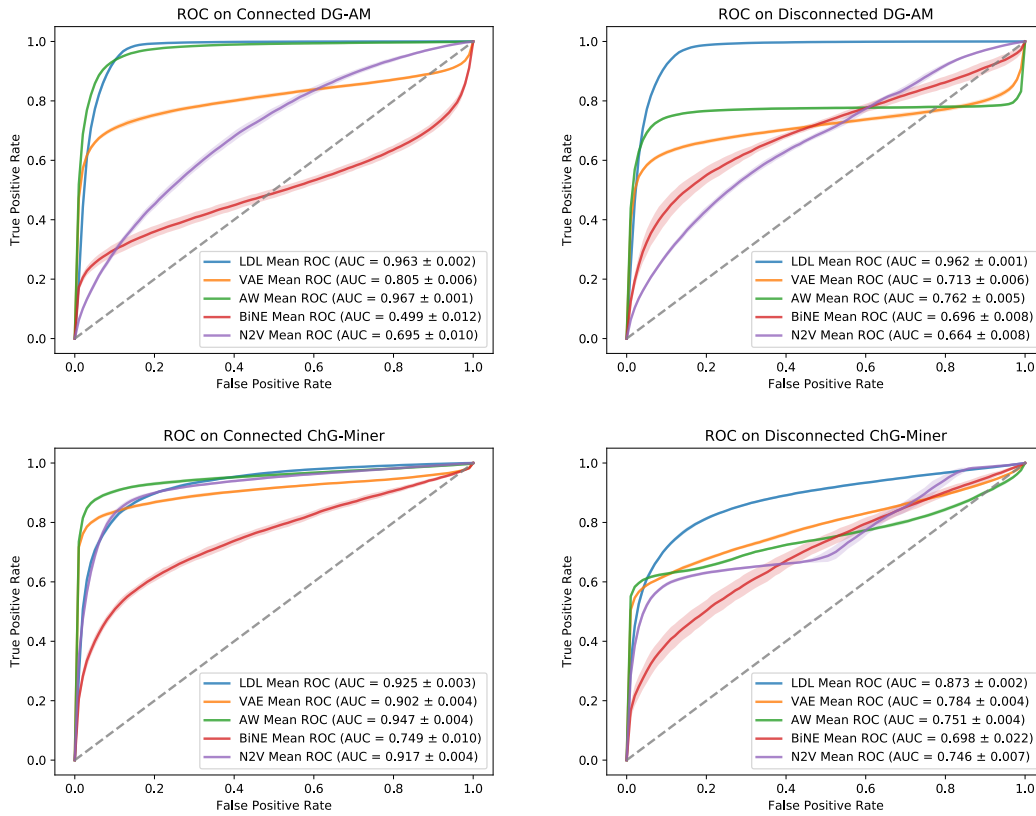 ROC on Connected DG-AM
1.0
0.8
0.6
0.4
0.2
0.0
True Positive Rate
LDL Mean ROC (AUC = 0.963 ± 0.002)
VAE Mean ROC (AUC = 0.805 ± 0.006)
AW Mean ROC (AUC = 0.967 ± 0.001)
BiNE Mean ROC (AUC = 0.499 ± 0.012)
N2V Mean ROC (AUC = 0.695 ± 0.010)
0.0 0.2 0.4 0.6 0.8 1.0
False Positive Rate
ROC on Disconnected DG-AM
1.0
0.8
0.6
0.4
0.2
0.0
True Positive Rate
LDL Mean ROC (AUC = 0.962 ± 0.001)
VAE Mean ROC (AUC = 0.713 ± 0.006)
AW Mean ROC (AUC = 0.762 ± 0.005)
BiNE Mean ROC (AUC = 0.696 ± 0.008)
N2V Mean ROC (AUC = 0.664 ± 0.008)
0.0 0.2 0.4 0.6 0.8 1.0
False Positive Rate
ROC on Connected ChG-Miner
1.0
0.8
0.6
0.4
0.2
0.0
True Positive Rate
LDL Mean ROC (AUC = 0.925 ± 0.003)
VAE Mean ROC (AUC = 0.902 ± 0.004)
AW Mean ROC (AUC = 0.947 ± 0.004)
BiNE Mean ROC (AUC = 0.749 ± 0.010)
N2V Mean ROC (AUC = 0.917 ± 0.004)
0.0 0.2 0.4 0.6 0.8 1.0
False Positive Rate
ROC on Disconnected ChG-Miner
1.0
0.8
0.6
0.4
0.2
0.0
True Positive Rate
LDL Mean ROC (AUC = 0.873 ± 0.002)
VAE Mean ROC (AUC = 0.784 ± 0.004)
AW Mean ROC (AUC = 0.751 ± 0.004)
BiNE Mean ROC (AUC = 0.698 ± 0.022)
N2V Mean ROC (AUC = 0.746 ± 0.007)
0.0 0.2 0.4 0.6 0.8 1.0
False Positive Rate